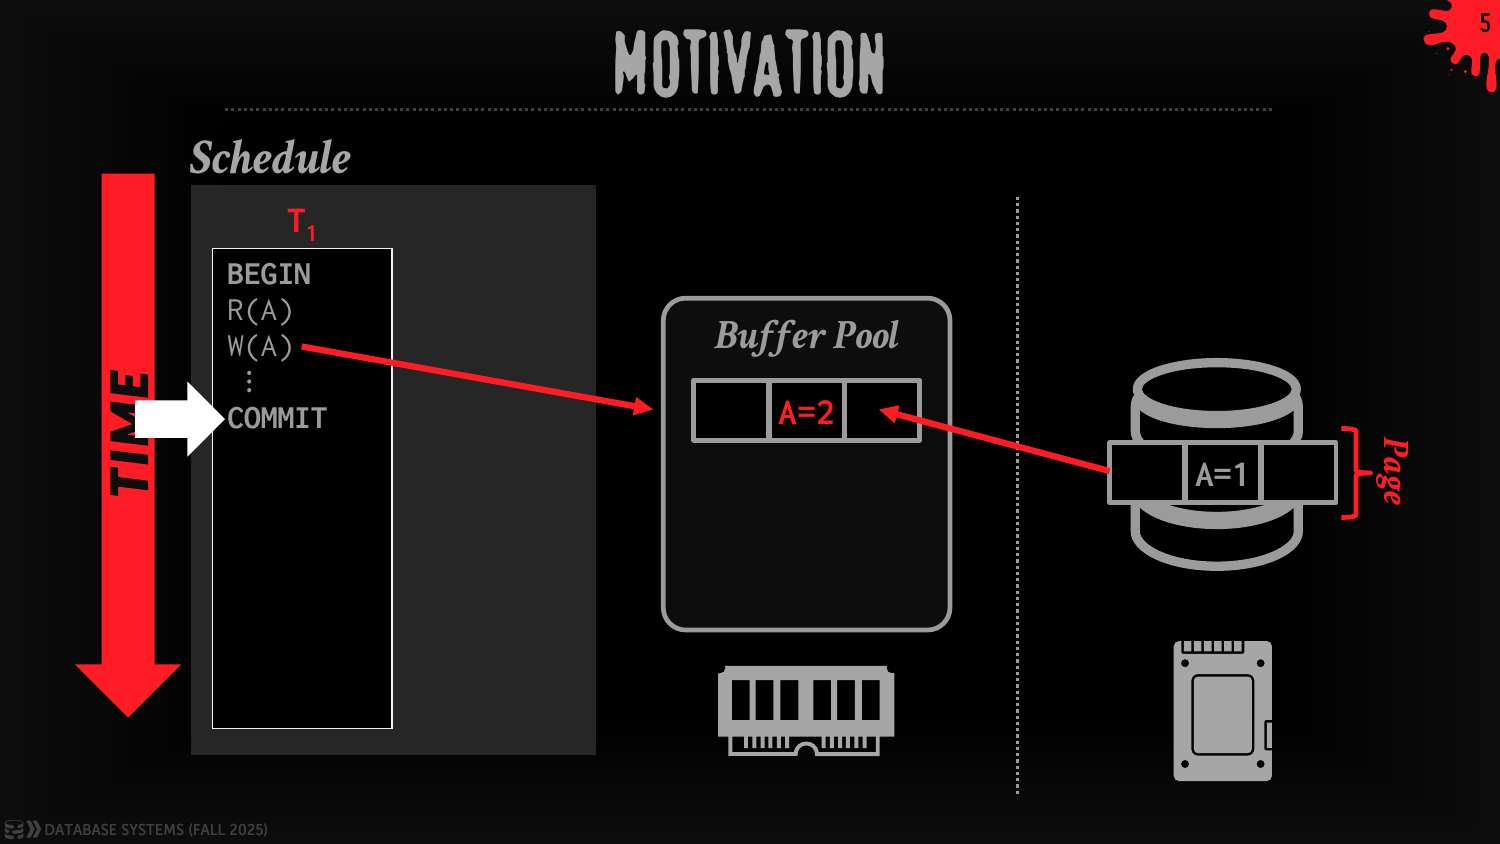 MOTIVATION
5
Schedule
TIME
T1
BEGIN
R(A)
W(A)
⋮
COMMIT
Buffer Pool
A=2
A=1
Page
DATABASE SYSTEMS (FALL 2025)